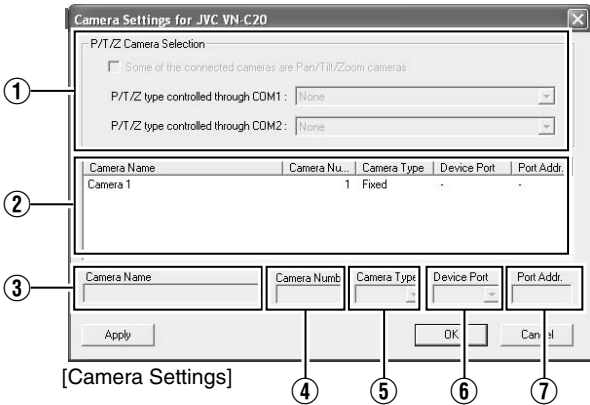 Camera Settings for JVC VN-C20
P/T/Z Camera Selection
Some of the connected cameras are Pan/Tilt/Zoom cameras
P/T/Z type controlled through COM1 : None
P/T/Z type controlled through COM2 : None
①
Camera Name Camera Nu... Camera Type Device Port Port Addr.
Camera 1 1 Fixed - -
②
③
Camera Name Camera Numb Camera Type Device Port Port Addr.
Apply OK Cancel
[Camera Settings]
④ ⑤ ⑥ ⑦